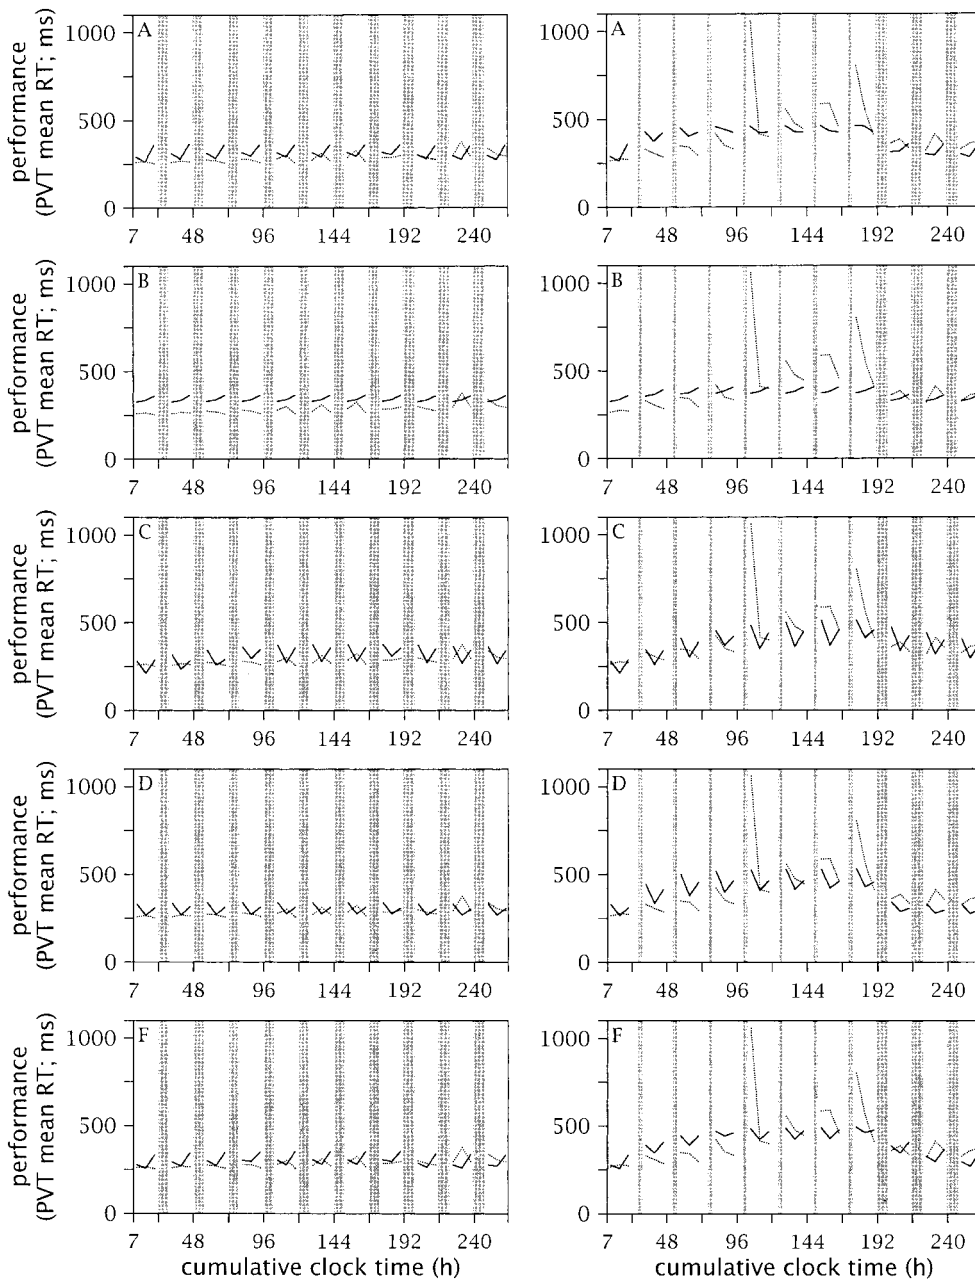 performance
(PVT mean RT; ms)
A
1000
500
0
7 48 96 144 192 240
A
1000
500
0
7 48 96 144 192 240
performance
(PVT mean RT; ms)
B
1000
500
0
7 48 96 144 192 240
B
1000
500
0
7 48 96 144 192 240
performance
(PVT mean RT; ms)
C
1000
500
0
7 48 96 144 192 240
C
1000
500
0
7 48 96 144 192 240
performance
(PVT mean RT; ms)
D
1000
500
0
7 48 96 144 192 240
D
1000
500
0
7 48 96 144 192 240
performance
(PVT mean RT; ms)
F
1000
500
0
7 48 96 144 192 240
cumulative clock time (h)
F
1000
500
0
7 48 96 144 192 240
cumulative clock time (h)